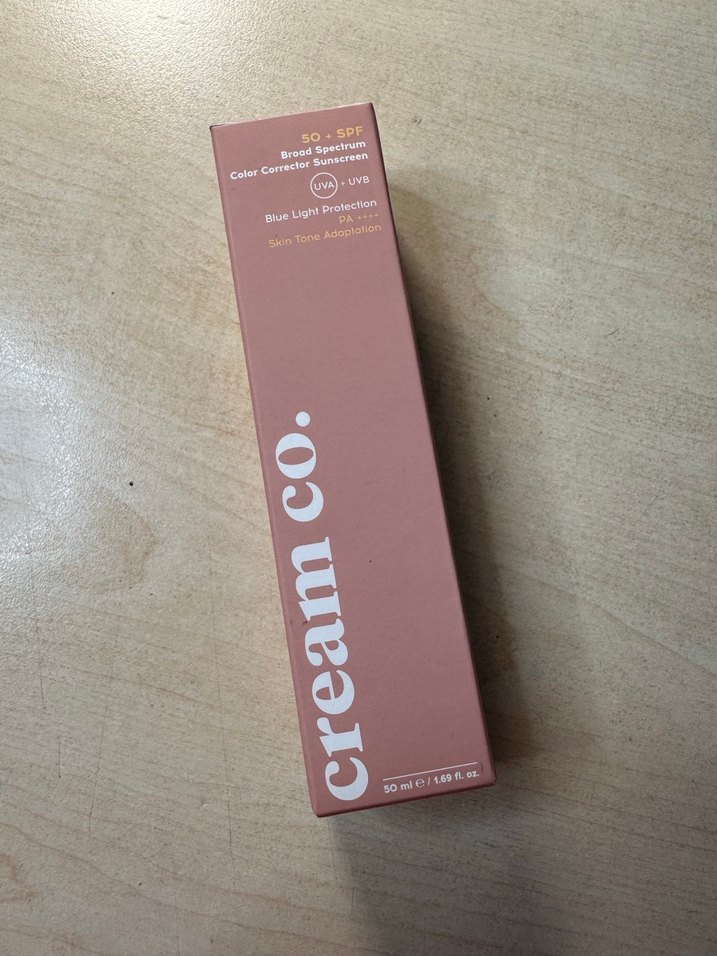 50 + SPF
Broad Spectrum
Color Corrector Sunscreen
UVA + UVB
Blue Light Protection
PA ++++
Skin Tone Adaptation
cream co.
50 ml ℮ / 1.69 fl. oz.